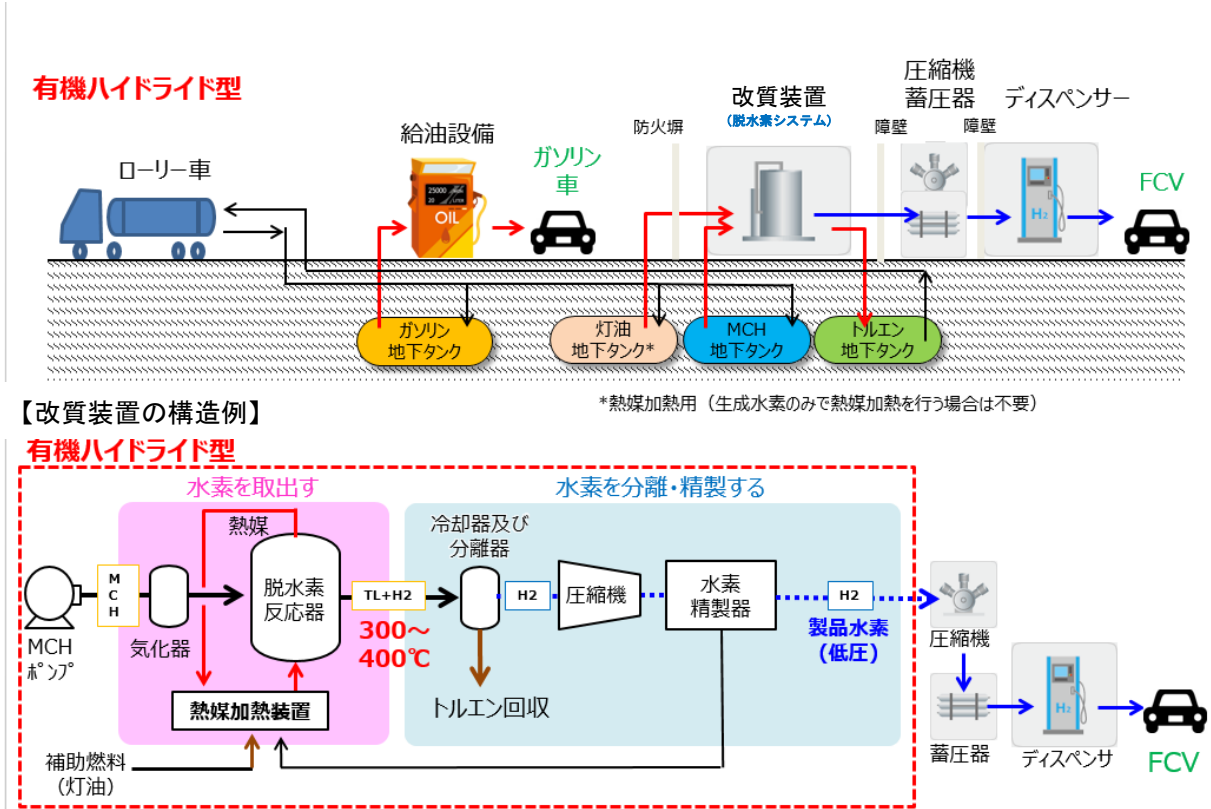 有機ハイドライド型
ローリー車
給油設備
25000
20
OIL
ガソリン
車
防火塀
改質装置
(脱水素システム)
障壁
圧縮機
蓄圧器
障壁
ディスペンサー
H₂
FCV
ガソリン
地下タンク
灯油
地下タンク*
MCH
地下タンク
トルエン
地下タンク
*熱媒加熱用（生成水素のみで熱媒加熱を行う場合は不要）
【改質装置の構造例】
有機ハイドライド型
水素を取出す
水素を分離・精製する
MCH
ポンプ
M
C
H
気化器
熱媒
脱水素
反応器
TL+H2
300～
400℃
冷却器及び
分離器
H2
圧縮機
水素
精製器
H2
製品水素
(低圧)
トルエン回収
熱媒加熱装置
補助燃料
(灯油)
圧縮機
蓄圧器
H₂
ディスペンサ
FCV